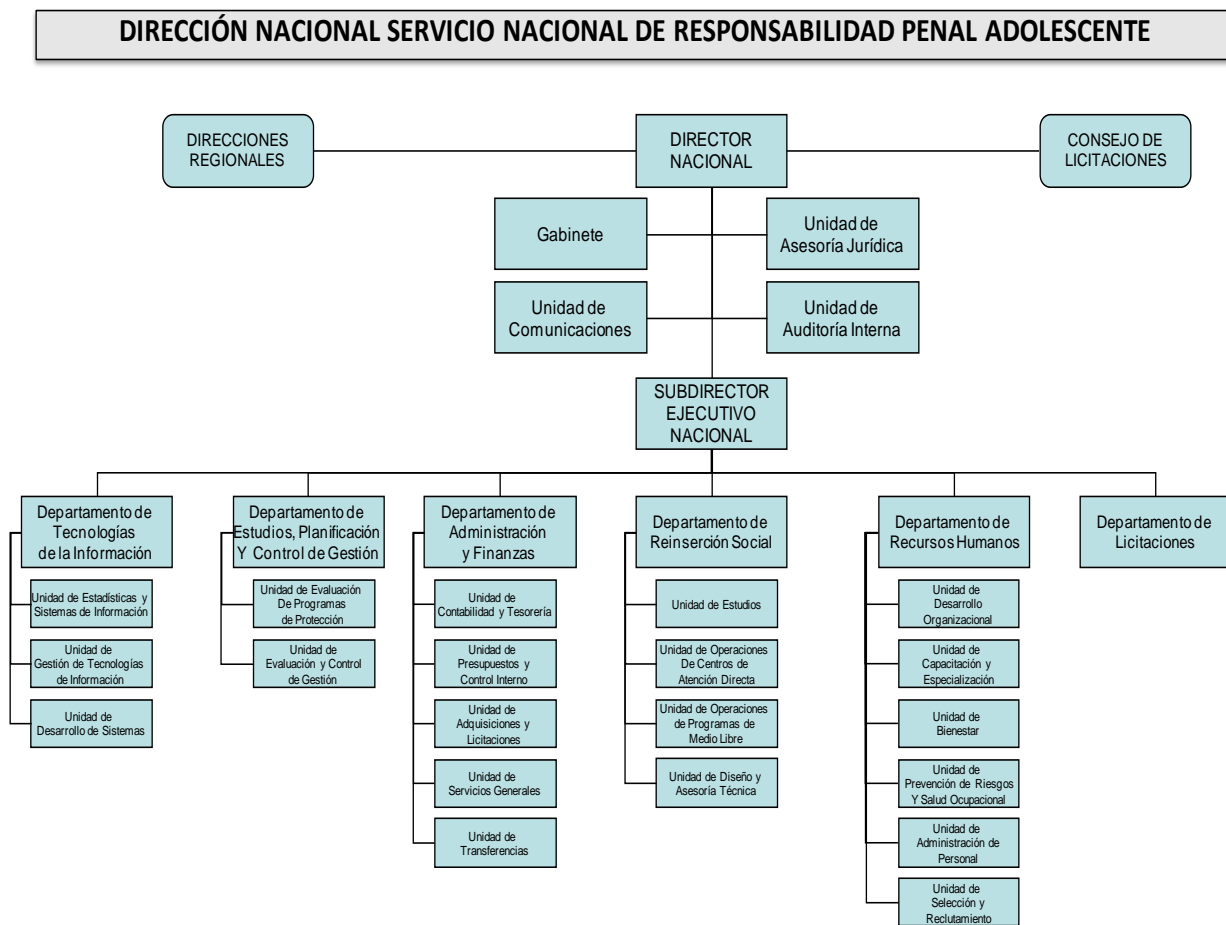 DIRECCIÓN NACIONAL SERVICIO NACIONAL DE RESPONSABILIDAD PENAL ADOLESCENTE
DIRECCIONES
REGIONALES
DIRECTOR
NACIONAL
CONSEJO DE
LICITACIONES
Gabinete
Unidad de
Asesoría Jurídica
Unidad de
Comunicaciones
Unidad de
Auditoría Interna
SUBDIRECTOR
EJECUTIVO
NACIONAL
Departamento de
Tecnologías
de la Información
Departamento de
Estudios, Planificación
Y Control de Gestión
Departamento de
Administración
y Finanzas
Departamento de
Reinserción Social
Departamento de
Recursos Humanos
Departamento de
Licitaciones
Unidad de Estadísticas y
Sistemas de Información
Unidad de
Gestión de Tecnologías
de Información
Unidad de
Desarrollo de Sistemas
Unidad de Evaluación
De Programas
de Protección
Unidad de
Evaluación y Control
de Gestión
Unidad de
Contabilidad y Tesorería
Unidad de
Presupuestos y
Control Interno
Unidad de
Adquisiciones y
Licitaciones
Unidad de
Servicios Generales
Unidad de
Transferencias
Unidad de Estudios
Unidad de Operaciones
De Centros de
Atención Directa
Unidad de Operaciones
de Programas de
Medio Libre
Unidad de Diseño y
Asesoría Técnica
Unidad de
Desarrollo
Organizacional
Unidad de
Capacitación y
Especialización
Unidad de
Bienestar
Unidad de
Prevención de Riesgos
Y Salud Ocupacional
Unidad de
Administración de
Personal
Unidad de
Selección y
Reclutamiento